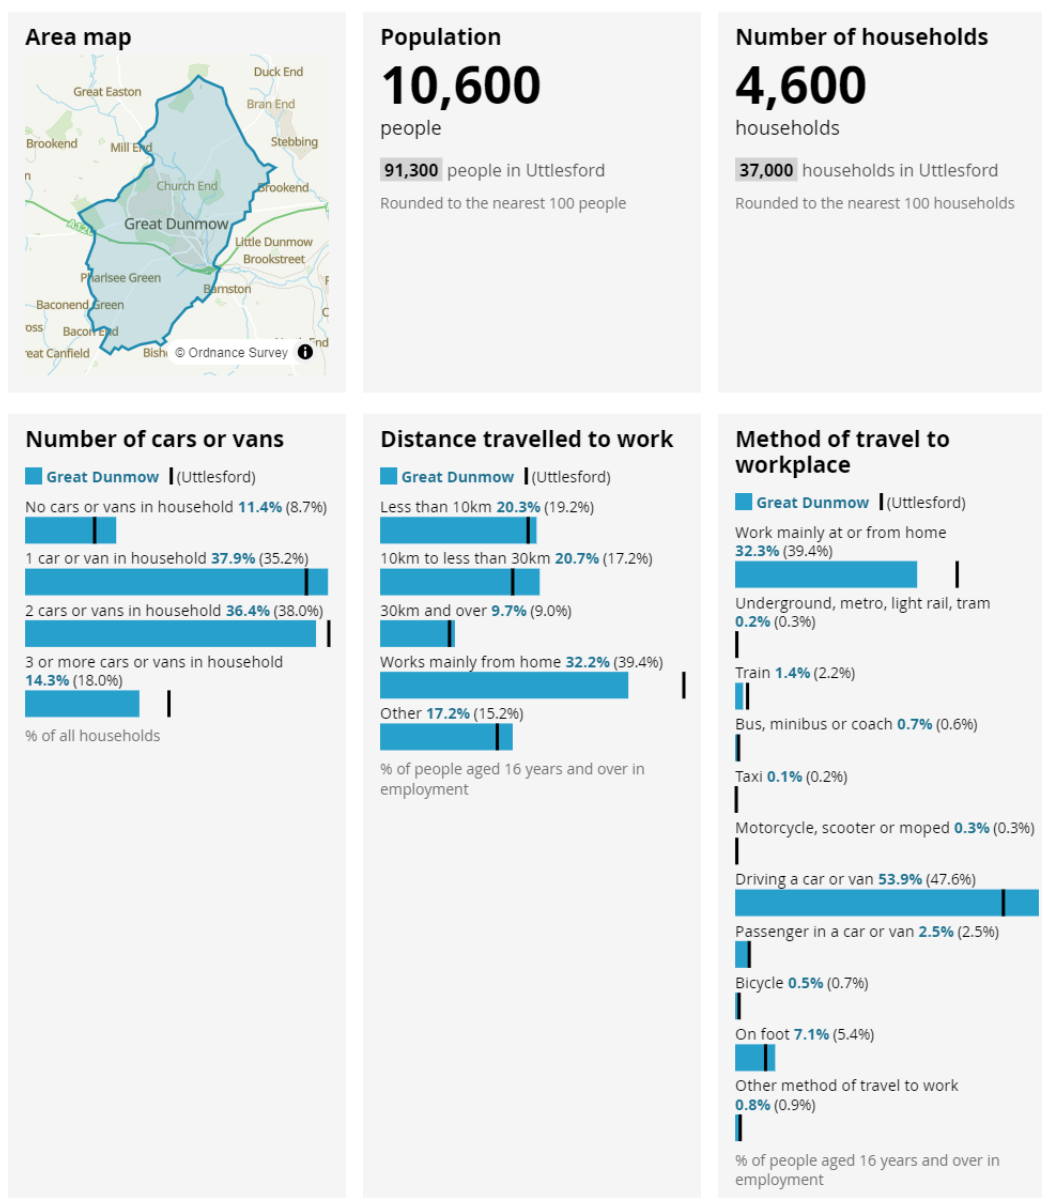 Area map
Duck End
Great Easton
Bran End
Brookend
Mill End
Stebbing
n
Church End
Brookend
A120
Great Dunmow
Little Dunmow
Brookstreet
Pharisee Green
Barnston
Baconend Green
oss
Bacon End
reat Canfield
Bish
© Ordnance Survey
End
Population
10,600
people
91,300 people in Uttlesford
Rounded to the nearest 100 people
Number of households
4,600
households
37,000 households in Uttlesford
Rounded to the nearest 100 households
Number of cars or vans
Great Dunmow (Uttlesford)
No cars or vans in household 11.4% (8.7%)
1 car or van in household 37.9% (35.2%)
2 cars or vans in household 36.4% (38.0%)
3 or more cars or vans in household
14.3% (18.0%)
% of all households
Distance travelled to work
Great Dunmow (Uttlesford)
Less than 10km 20.3% (19.2%)
10km to less than 30km 20.7% (17.2%)
30km and over 9.7% (9.0%)
Works mainly from home 32.2% (39.4%)
Other 17.2% (15.2%)
% of people aged 16 years and over in
employment
Method of travel to
workplace
Great Dunmow (Uttlesford)
Work mainly at or from home
32.3% (39.4%)
Underground, metro, light rail, tram
0.2% (0.3%)
Train 1.4% (2.2%)
Bus, minibus or coach 0.7% (0.6%)
Taxi 0.1% (0.2%)
Motorcycle, scooter or moped 0.3% (0.3%)
Driving a car or van 53.9% (47.6%)
Passenger in a car or van 2.5% (2.5%)
Bicycle 0.5% (0.7%)
On foot 7.1% (5.4%)
Other method of travel to work
0.8% (0.9%)
% of people aged 16 years and over in
employment